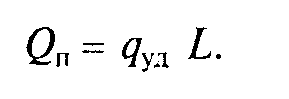 Qп = qуд L.